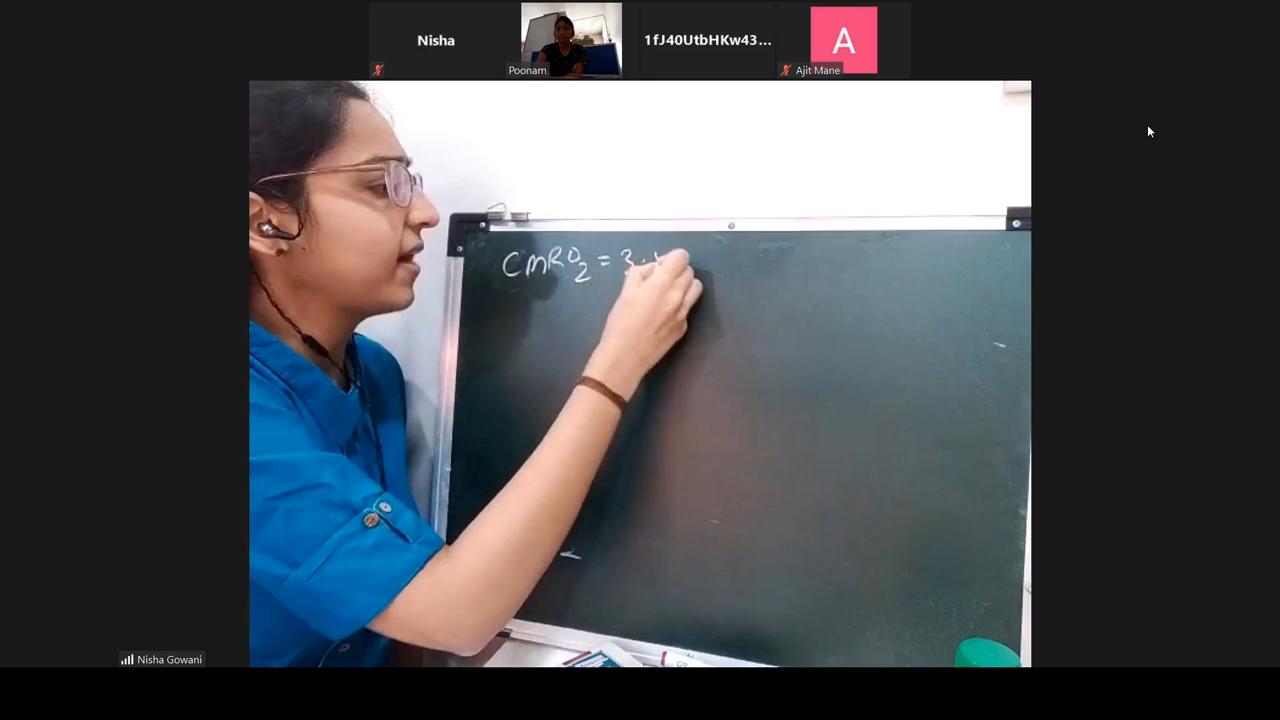 Nisha
Poonam
1fJ40UtbHKw43...
A
Ajit Mane
CMRO₂ = 3.
Nisha Gowani